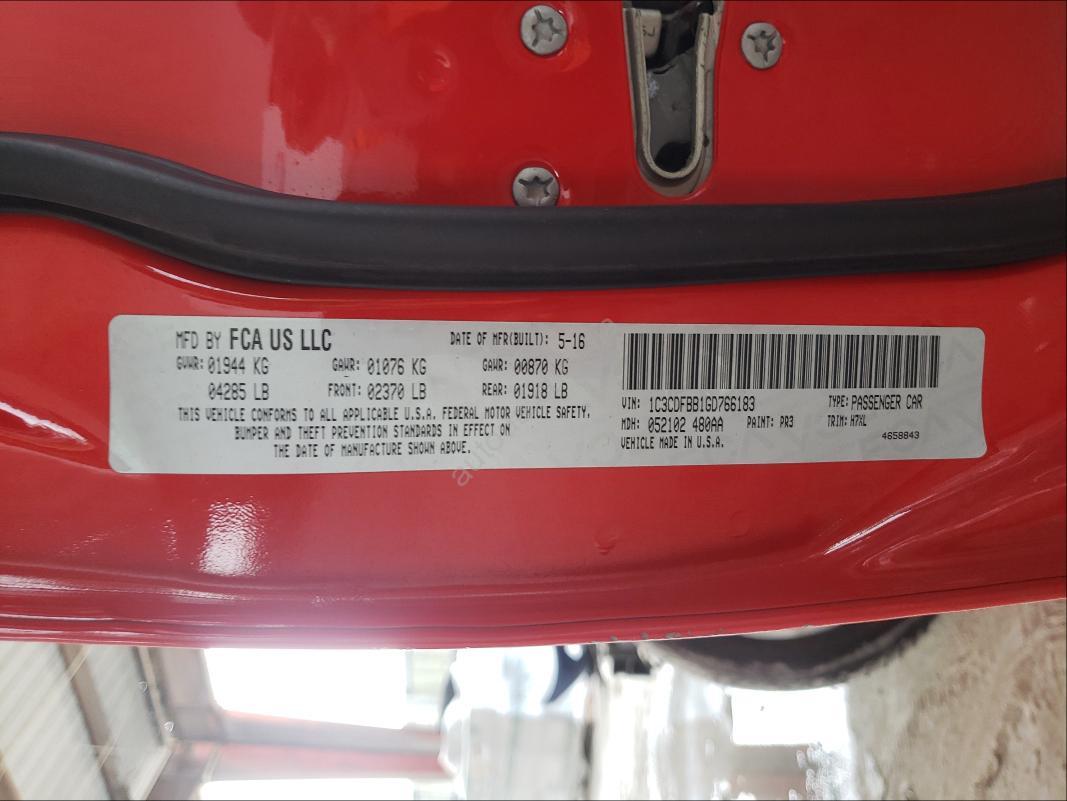 MFD BY FCA US LLC DATE OF MFR(BUILT): 5-16
GVWR: 01944 KG GAWR: 01076 KG GAWR: 00870 KG
04285 LB FRONT: 02370 LB REAR: 01918 LB
THIS VEHICLE CONFORMS TO ALL APPLICABLE U.S.A. FEDERAL MOTOR VEHICLE SAFETY,
BUMPER AND THEFT PREVENTION STANDARDS IN EFFECT ON
THE DATE OF MANUFACTURE SHOWN ABOVE.
VIN: 1C3CDFBB1GD766183 TYPE: PASSENGER CAR
MDH: 052102 480AA PAINT: PR3 TRIM: H7XL
VEHICLE MADE IN U.S.A. 4658843